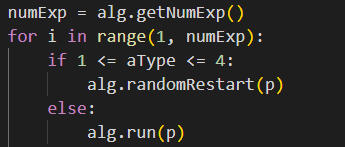 numExp = alg.getNumExp()
for i in range(1, numExp):
    if 1 <= aType <= 4:
        alg.randomRestart(p)
    else:
        alg.run(p)